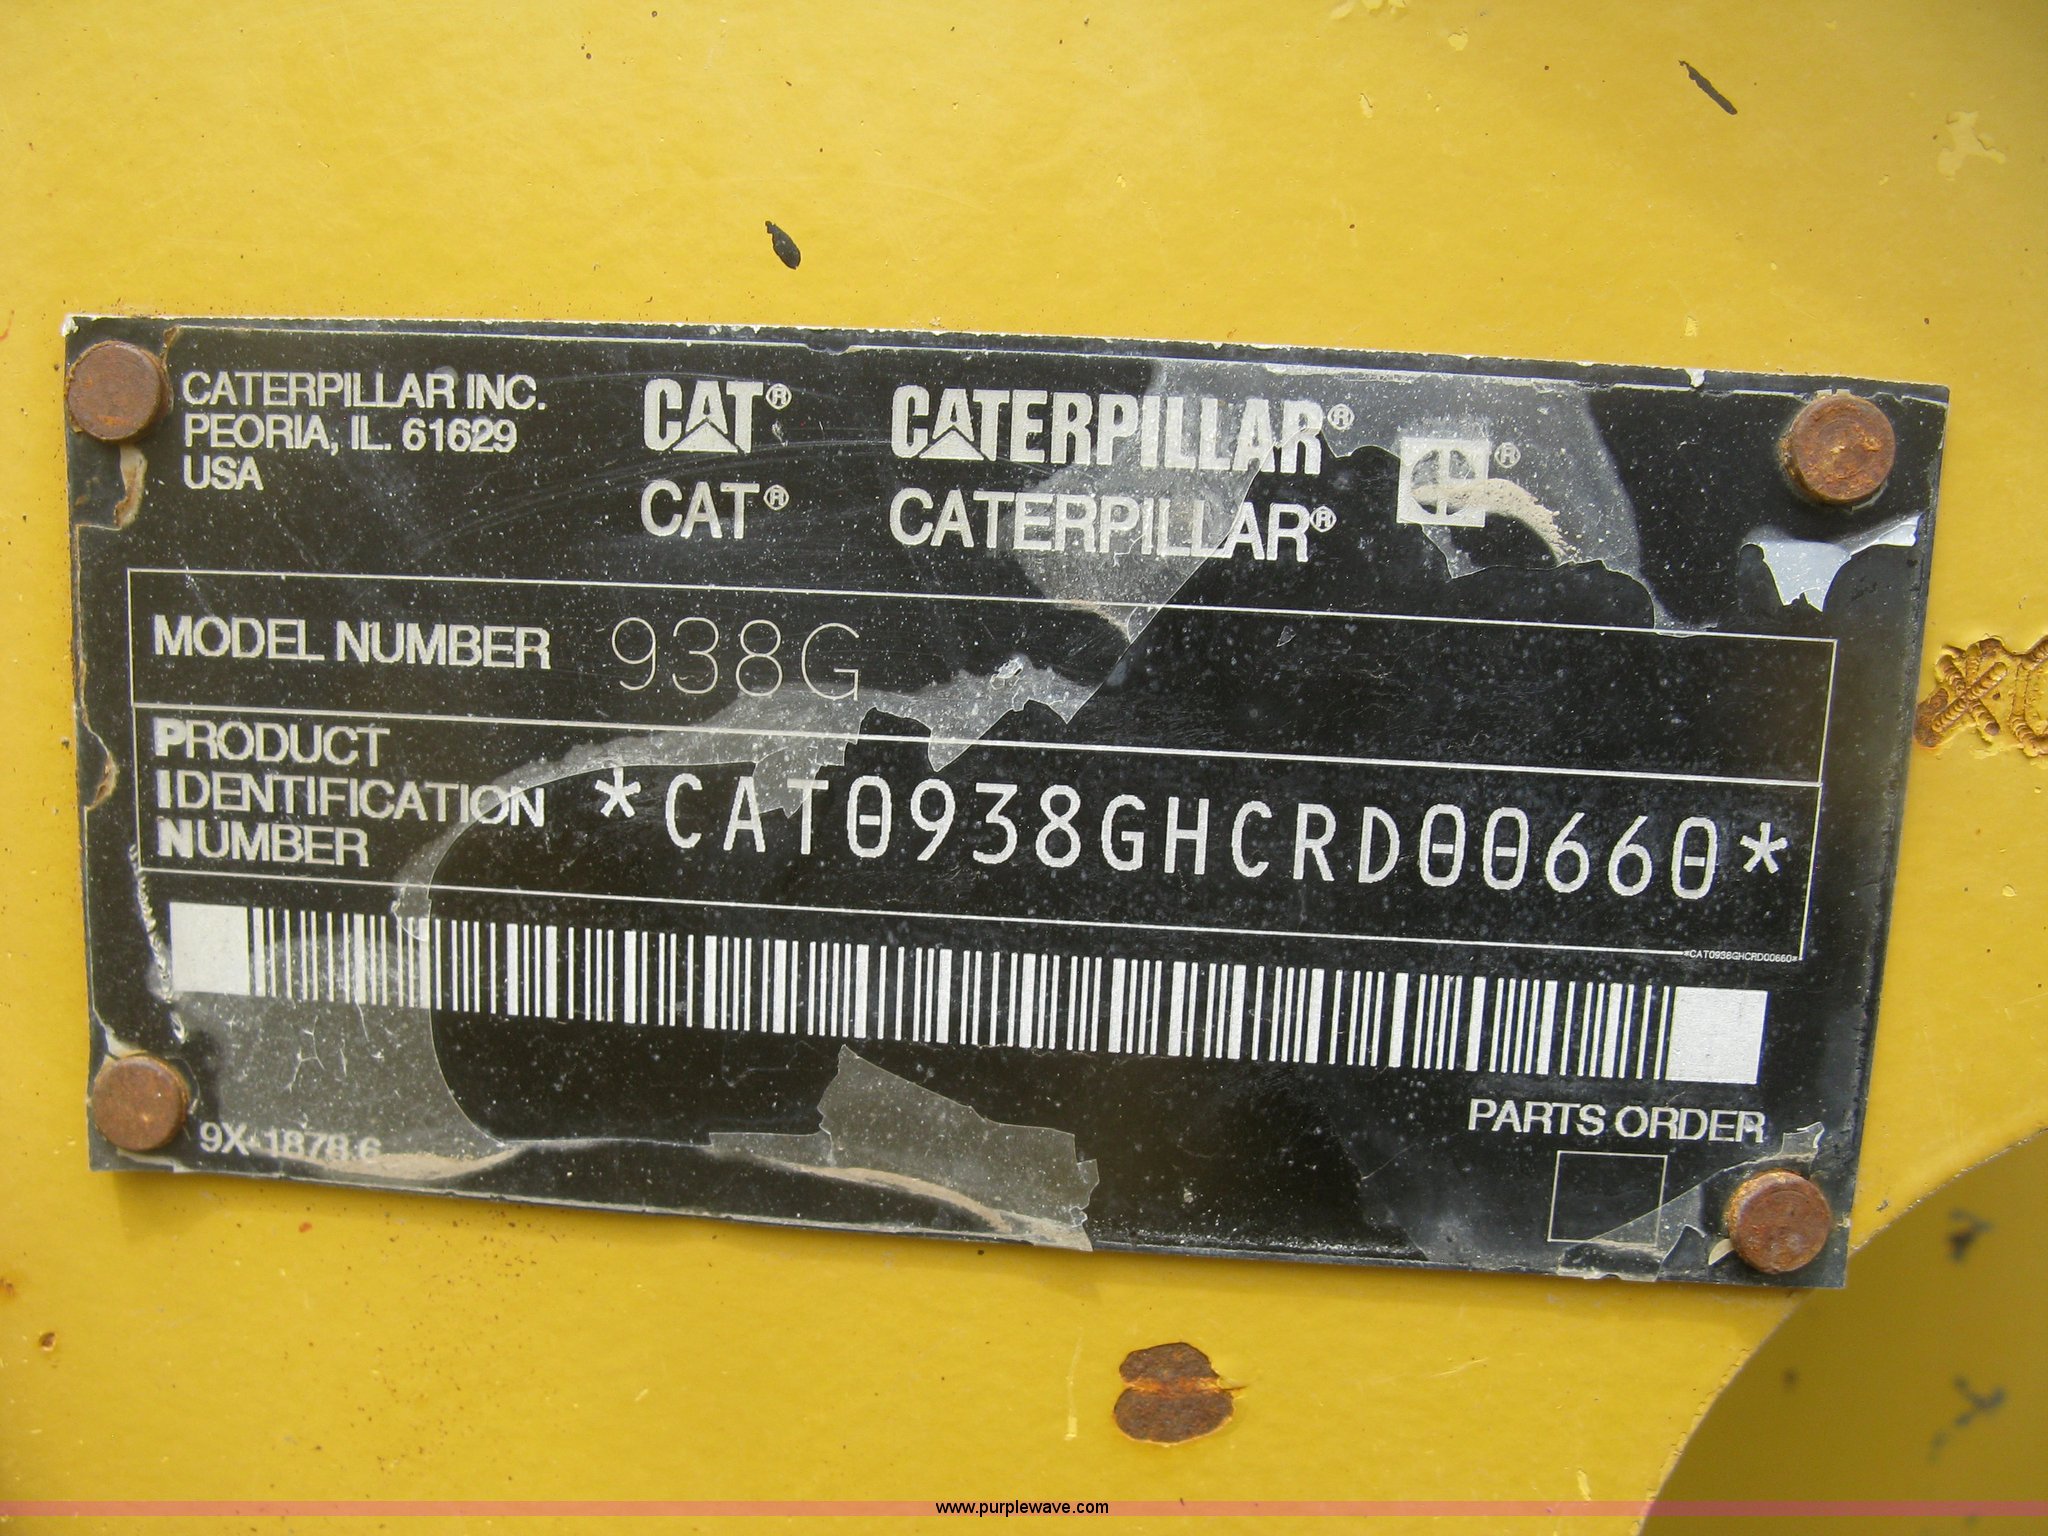 CATERPILLAR INC.
PEORIA, IL. 61629
USA
CAT® CATERPILLAR® ®
CAT® CATERPILLAR®
MODEL NUMBER 938G
PRODUCT
IDENTIFICATION
NUMBER
*CAT0938GHCRD00660*
*CAT0938GHCRD00660*
PARTS ORDER
9X-1878 6
www.purplewave.com